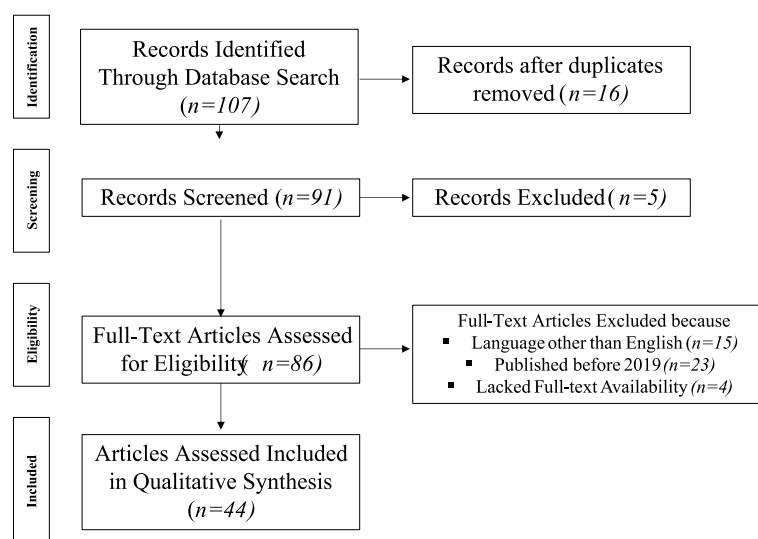 Identification
Records Identified
Through Database Search
(n=107)
Records after duplicates
removed (n=16)
Screening
Records Screened (n=91)
Records Excluded ( n=5)
Eligibility
Full-Text Articles Assessed
for Eligibility( n=86)
Full-Text Articles Excluded because
▪ Language other than English (n=15)
▪ Published before 2019 (n=23)
▪ Lacked Full-text Availability (n=4)
Included
Articles Assessed Included
in Qualitative Synthesis
(n=44)